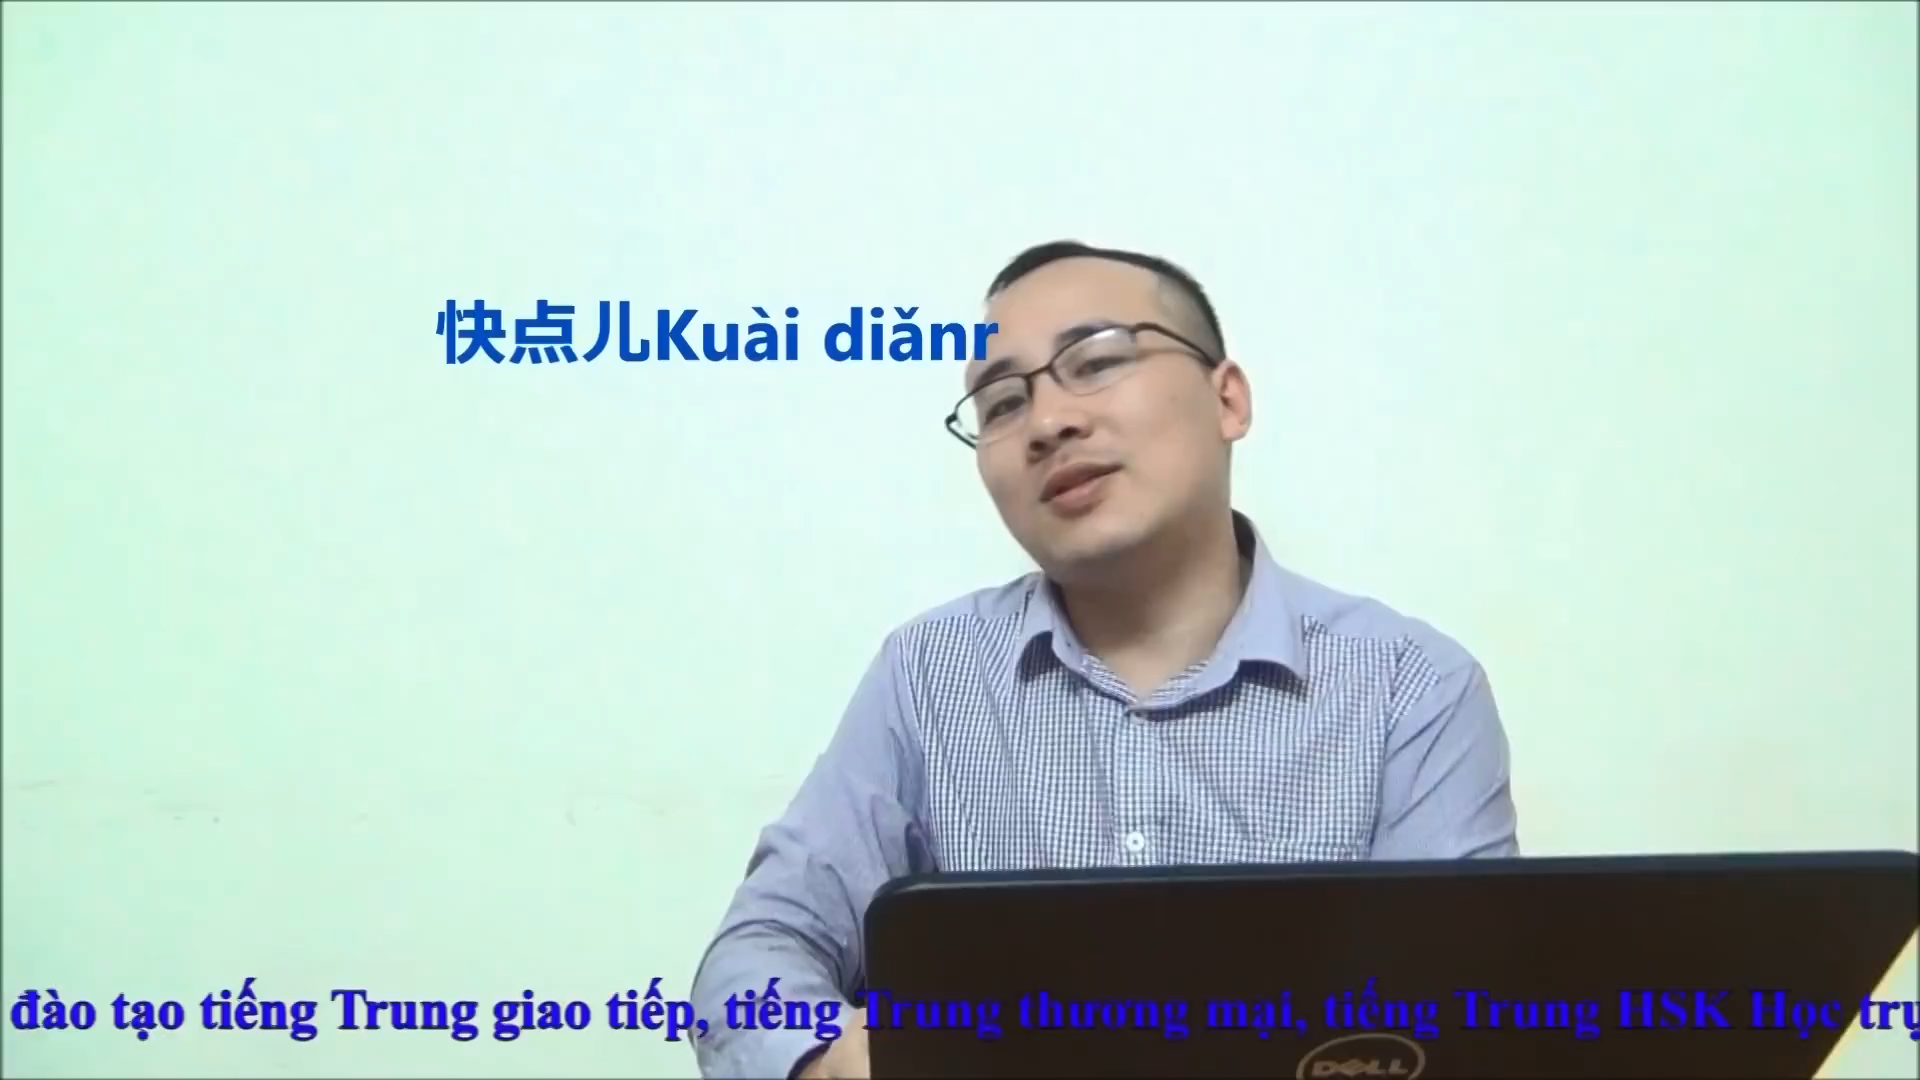 快点儿Kuài diǎnr
đào tạo tiếng Trung giao tiếp, tiếng Trung thương mại, tiếng Trung HSK Học
DELL